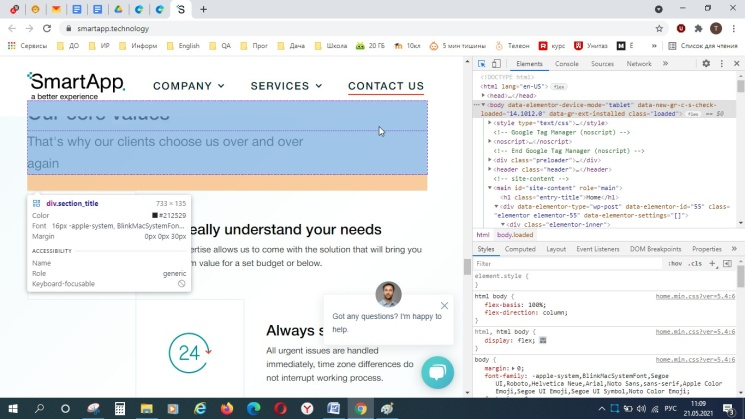 smartapp.technology
Сервисы
ДО
ИР
Информ
English
QA
Прог
Дача
Школа
20 ГБ
10кл
5 мин тишины
Телеон
курс
Унитаз
Список для чтения
SmartApp
a better experience
COMPANY
SERVICES
CONTACT US
Our core values
That's why our clients choose us over and over
again
div.section_title 733 × 135
Color #212529
Font 16px -apple-system, BlinkMacSystemFon...
Margin 0px 0px 30px
ACCESSIBILITY
Name
Role generic
Keyboard-focusable
eally understand your needs
ertise allows us to come with the solution that will bring you
m value for a set budget or below.
Got any questions? I'm happy to
help.
24
Always s
All urgent issues are handled
immediately, time zone differences do
not interrupt working process.
Elements Console Sources Network
<!DOCTYPE html>
<html lang="en-US"> flex
<head>…</head>
<body data-elementor-device-mode="tablet" data-new-gr-c-s-check-
loaded="14.1012.0" data-gr-ext-installed class="loaded"> flex == $0
<style type="text/css">…</style>
<!-- Google Tag Manager (noscript) -->
<noscript>…</noscript>
<!-- End Google Tag Manager (noscript) -->
<div class="preloader">…</div>
<header class="header">…</header>
<!-- site-content -->
<main id="site-content" role="main">
<h1 class="entry-title">Home</h1>
<div data-elementor-type="wp-post" data-elementor-id="55" class="
elementor elementor-55" data-elementor-settings="[]">
<div class="elementor-inner">
html body.loaded
Styles Computed Layout Event Listeners DOM Breakpoints Properties
Filter :hov .cls
element.style {
}
html body { home.min.css?ver=5.4:6
flex-basis: 100%;
flex-direction: column;
}
html, html body { home.min.css?ver=5.4:6
display: flex;
}
body { home.min.css?ver=5.4:6
margin: 0;
font-family: -apple-system,BlinkMacSystemFont,Segoe
UI,Roboto,Helvetica Neue,Arial,Noto Sans,sans-serif,Apple Color
Emoji,Segoe UI Emoji,Segoe UI Symbol,Noto Color Emoji;
РУС
11:09
21.05.2021